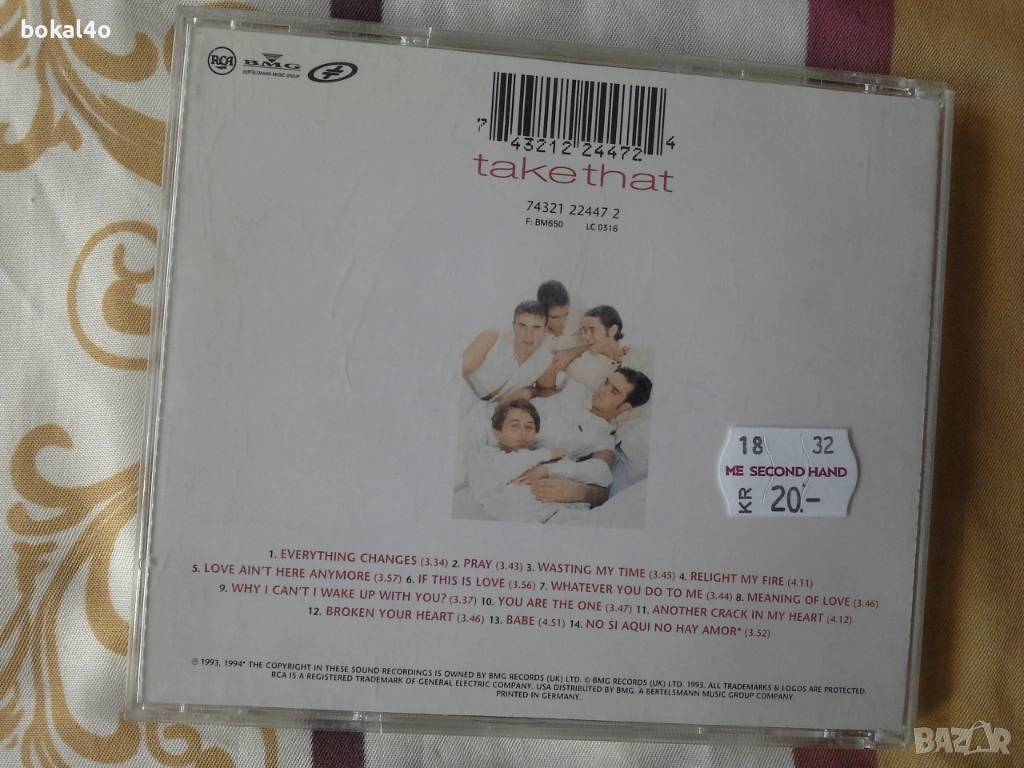 bokal4o
RCA
BMG
BERTELSMANN MUSIC GROUP
7 43212 24472 4
takethat
74321 22447 2
F: BM650 LC 0316
18 32
ME SECOND HAND
KR 20.-
1. EVERYTHING CHANGES (3.34) 2. PRAY (3.43) 3. WASTING MY TIME (3.45) 4. RELIGHT MY FIRE (4.11)
5. LOVE AIN'T HERE ANYMORE (3.57) 6. IF THIS IS LOVE (3.56) 7. WHATEVER YOU DO TO ME (3.44) 8. MEANING OF LOVE (3.46)
9. WHY I CAN'T I WAKE UP WITH YOU? (3.37) 10. YOU ARE THE ONE (3.47) 11. ANOTHER CRACK IN MY HEART (4.12)
12. BROKEN YOUR HEART (3.46) 13. BABE (4.51) 14. NO SI AQUI NO HAY AMOR* (3.52)
℗ 1993, 1994* THE COPYRIGHT IN THESE SOUND RECORDINGS IS OWNED BY BMG RECORDS (UK) LTD. © BMG RECORDS (UK) LTD. 1993. ALL TRADEMARKS & LOGOS ARE PROTECTED.
RCA IS A REGISTERED TRADEMARK OF GENERAL ELECTRIC COMPANY. USA DISTRIBUTED BY BMG. A BERTELSMANN MUSIC GROUP COMPANY.
PRINTED IN GERMANY.
BAZAR